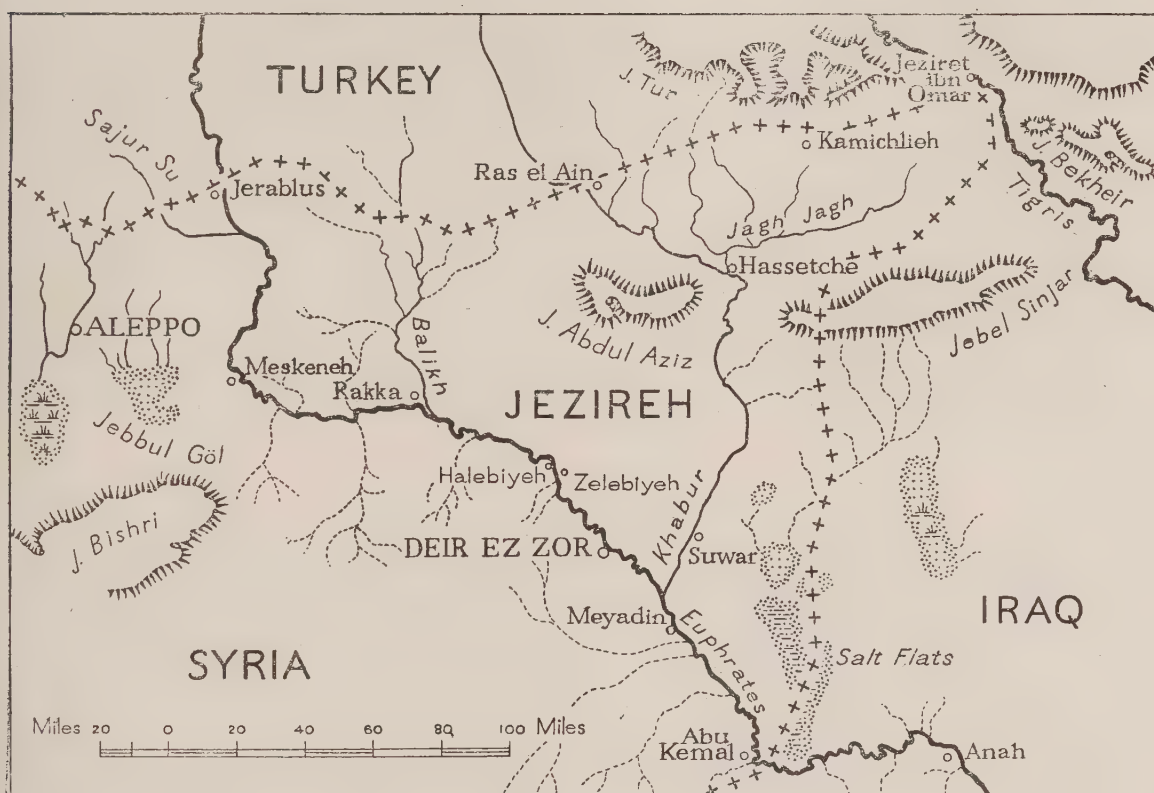 TURKEY
Jeziret
ibn
Omar
J. Tur
Kamichlieh
J. Bekheir
Sajur Su
Ras el Ain
Jerablus
Tigris
Jagh Jagh
Hassetche
Jebel Sinjar
J. Abdul Aziz
ALEPPO
Balikh
Meskeneh
Rakka
JEZIREH
Jebbul Göl
Halebiyeh
Zelebiyeh
Khabur
J. Bishri
DEIR EZ ZOR
Suwar
IRAQ
Meyadin
Euphrates
SYRIA
Salt Flats
Miles 20 0 20 40 60 80 100 Miles
Abu
Kemal
Anah